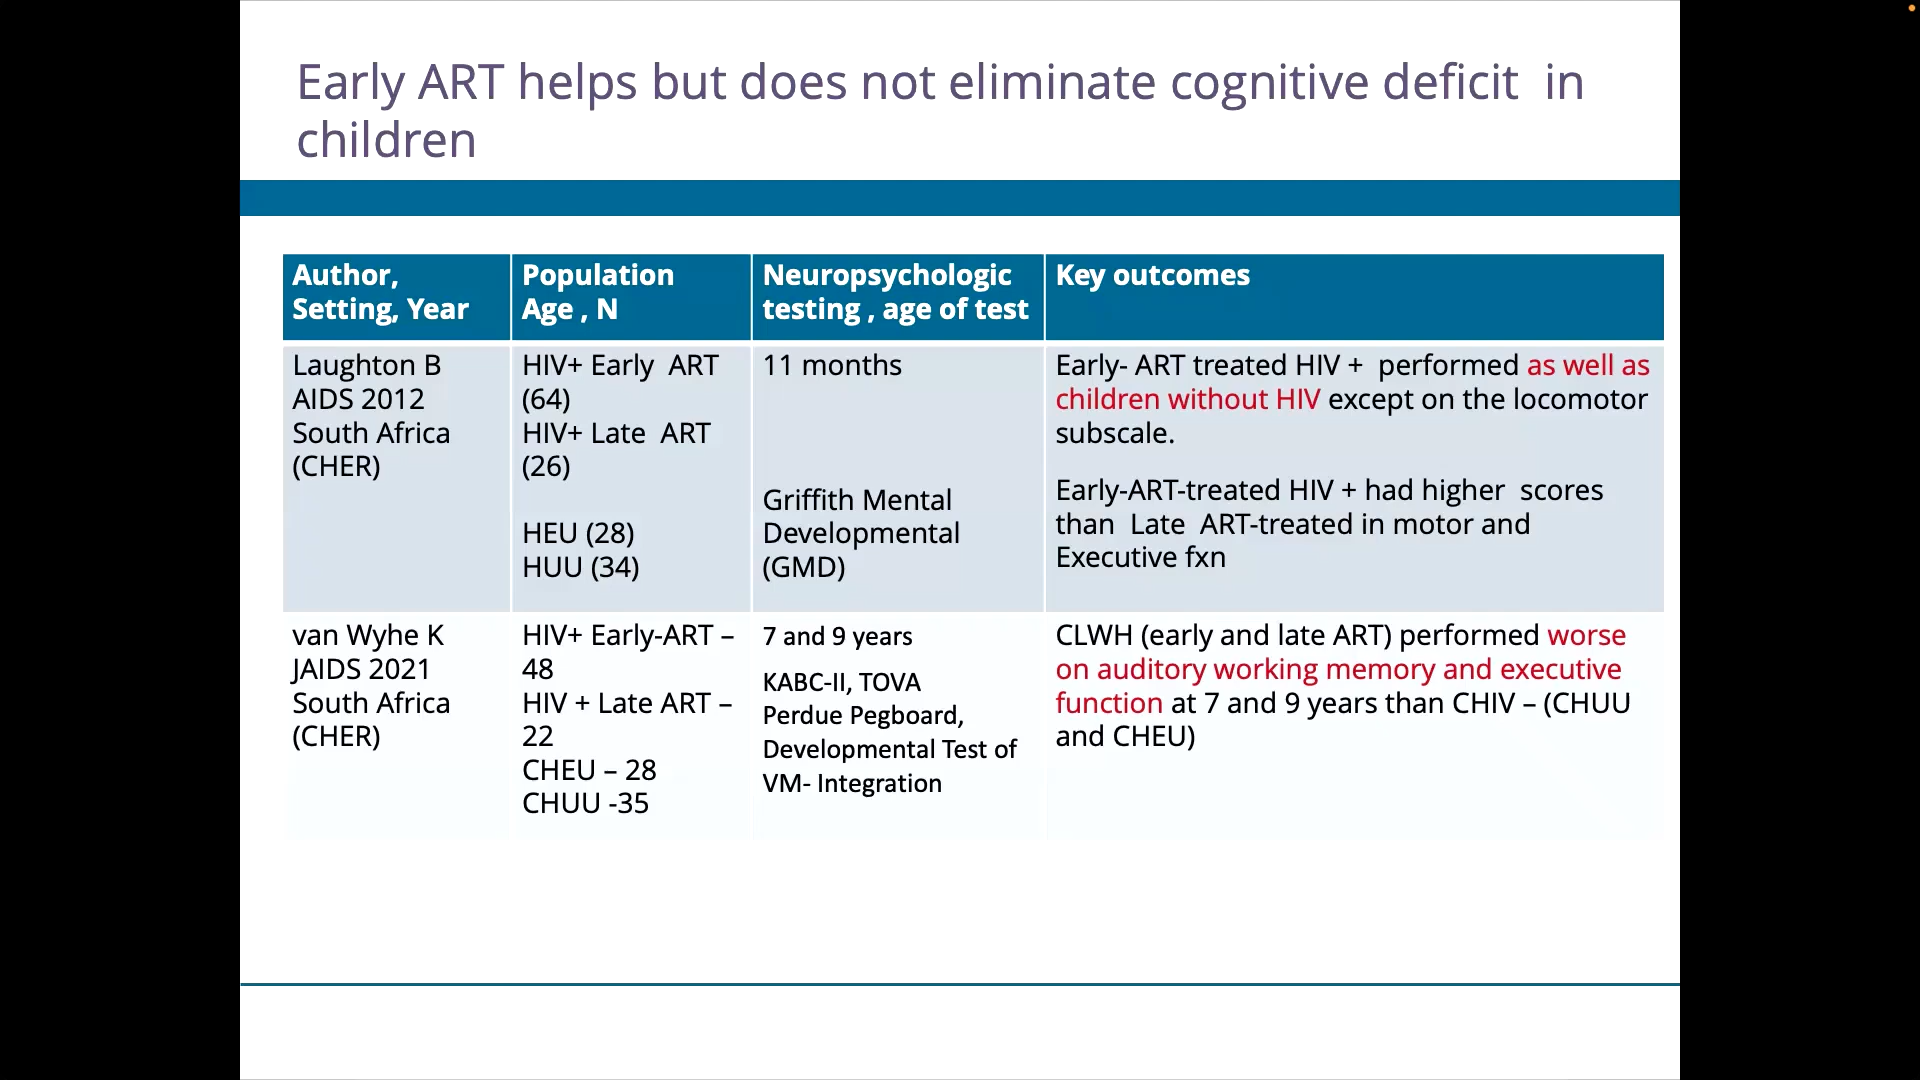 Early ART helps but does not eliminate cognitive deficit in
children
Author,
Setting, Year
Population
Age , N
Neuropsychologic
testing , age of test
Key outcomes
Laughton B
AIDS 2012
South Africa
(CHER)
HIV+ Early ART
(64)
HIV+ Late ART
(26)
HEU (28)
HUU (34)
11 months
Griffith Mental
Developmental
(GMD)
Early- ART treated HIV + performed as well as
children without HIV except on the locomotor
subscale.
Early-ART-treated HIV + had higher scores
than Late ART-treated in motor and
Executive fxn
van Wyhe K
JAIDS 2021
South Africa
(CHER)
HIV+ Early-ART –
48
HIV + Late ART –
22
CHEU – 28
CHUU -35
7 and 9 years
KABC-II, TOVA
Perdue Pegboard,
Developmental Test of
VM- Integration
CLWH (early and late ART) performed worse
on auditory working memory and executive
function at 7 and 9 years than CHIV – (CHUU
and CHEU)